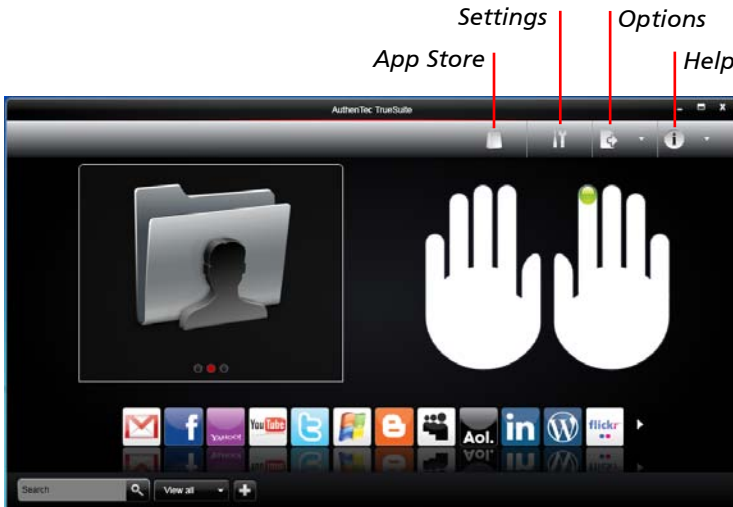 Settings
Options
App Store
Help
AuthenTec TrueSuite
YAHOO!
You Tube
Aol.
in
flickr
Search
View all